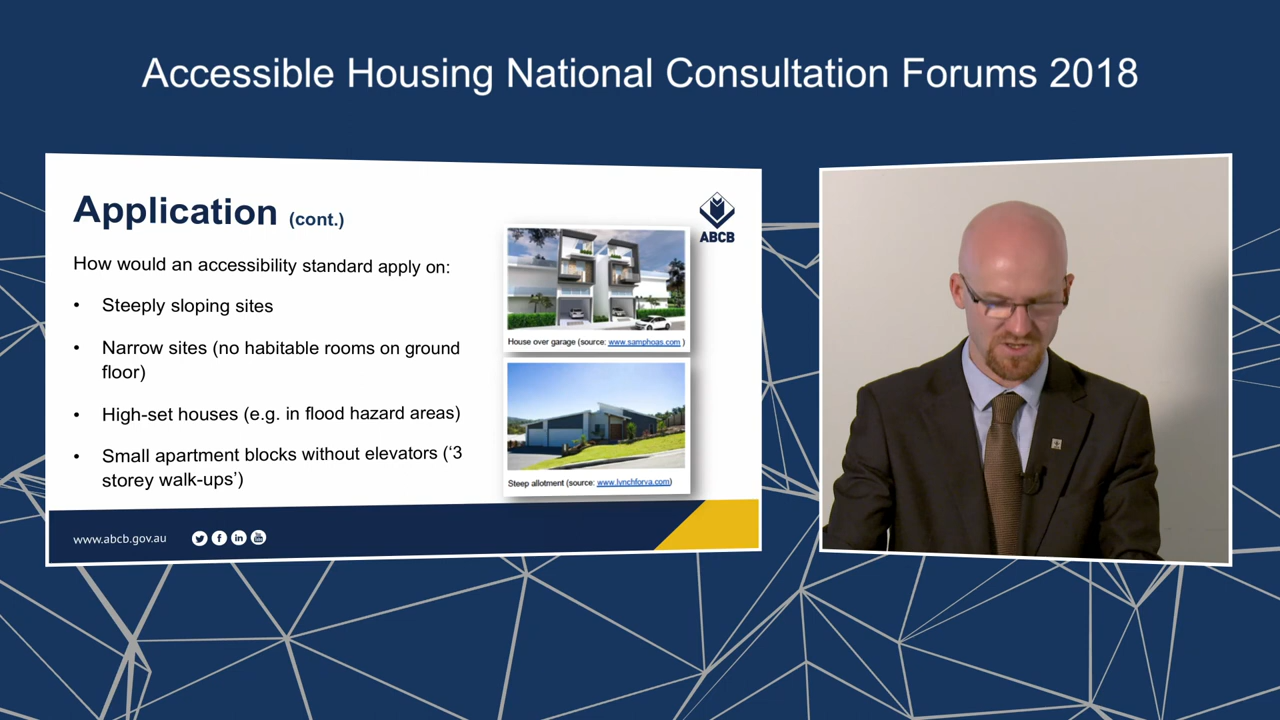 Accessible Housing National Consultation Forums 2018
Application (cont.)
ABCB
How would an accessibility standard apply on:
• Steeply sloping sites
• Narrow sites (no habitable rooms on ground
floor)
• High-set houses (e.g. in flood hazard areas)
• Small apartment blocks without elevators (‘3
storey walk-ups’)
House over garage (source: www.samphoas.com )
Steep allotment (source: www.lynchforva.com)
www.abcb.gov.au